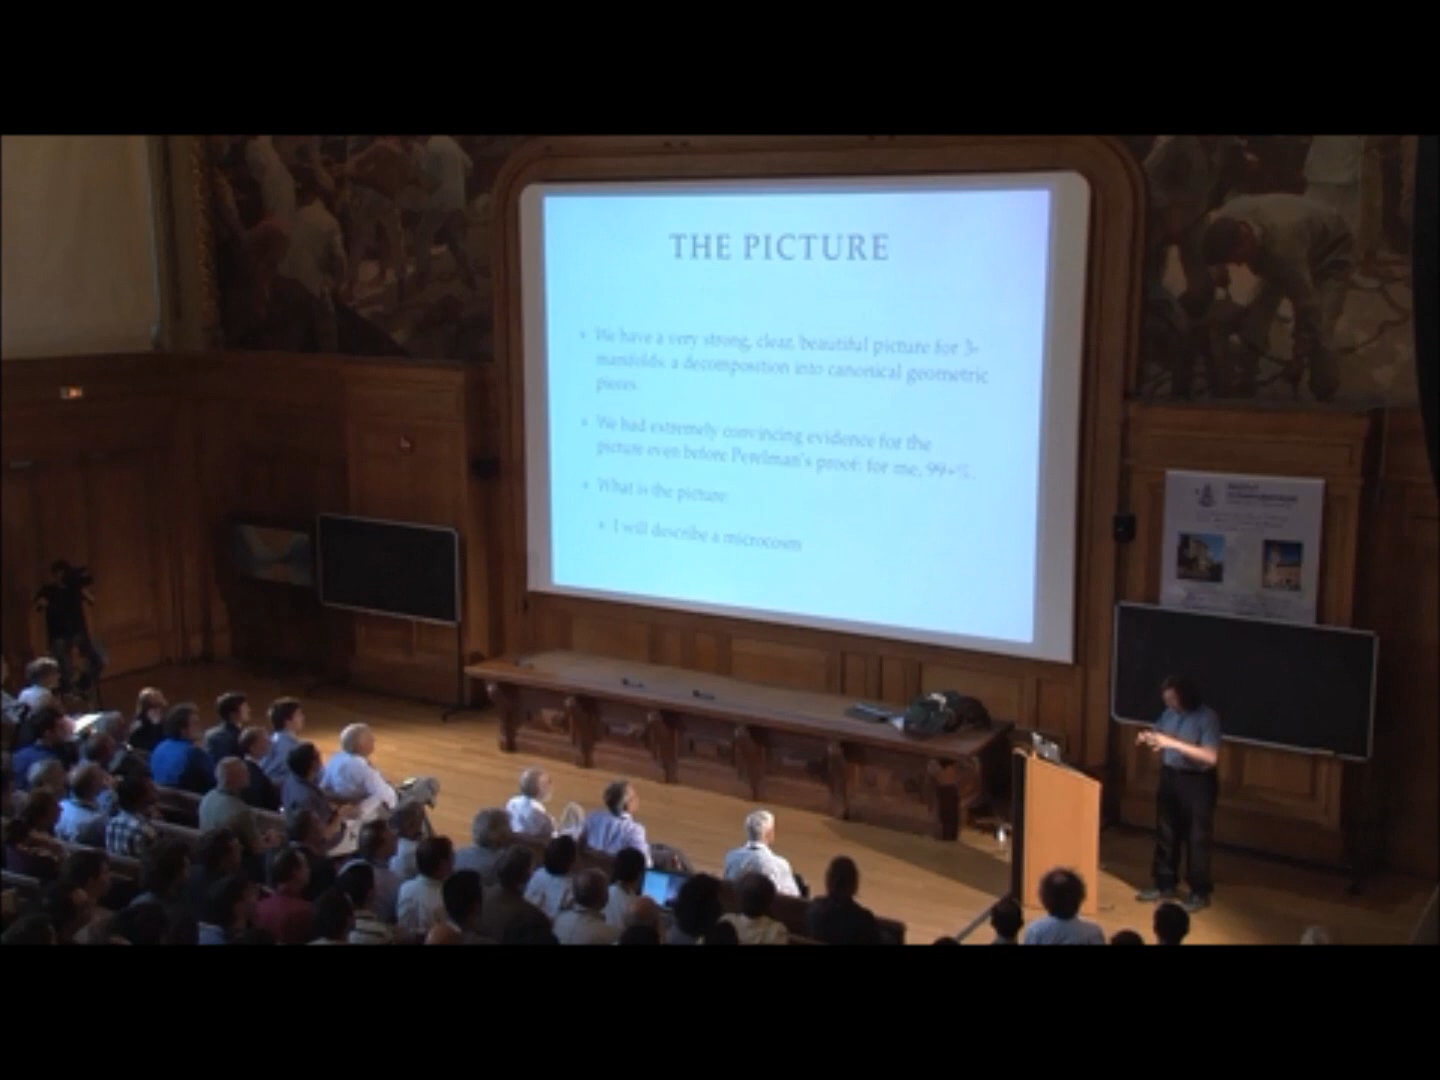 THE PICTURE
We have a very strong, clear, beautiful picture for 3-
manifolds: a decomposition into canonical geometric
pieces
We had extremely convincing evidence for the
picture even before Perelman's proof: for me, 99+%.
What is the picture:
I will describe a microcosm